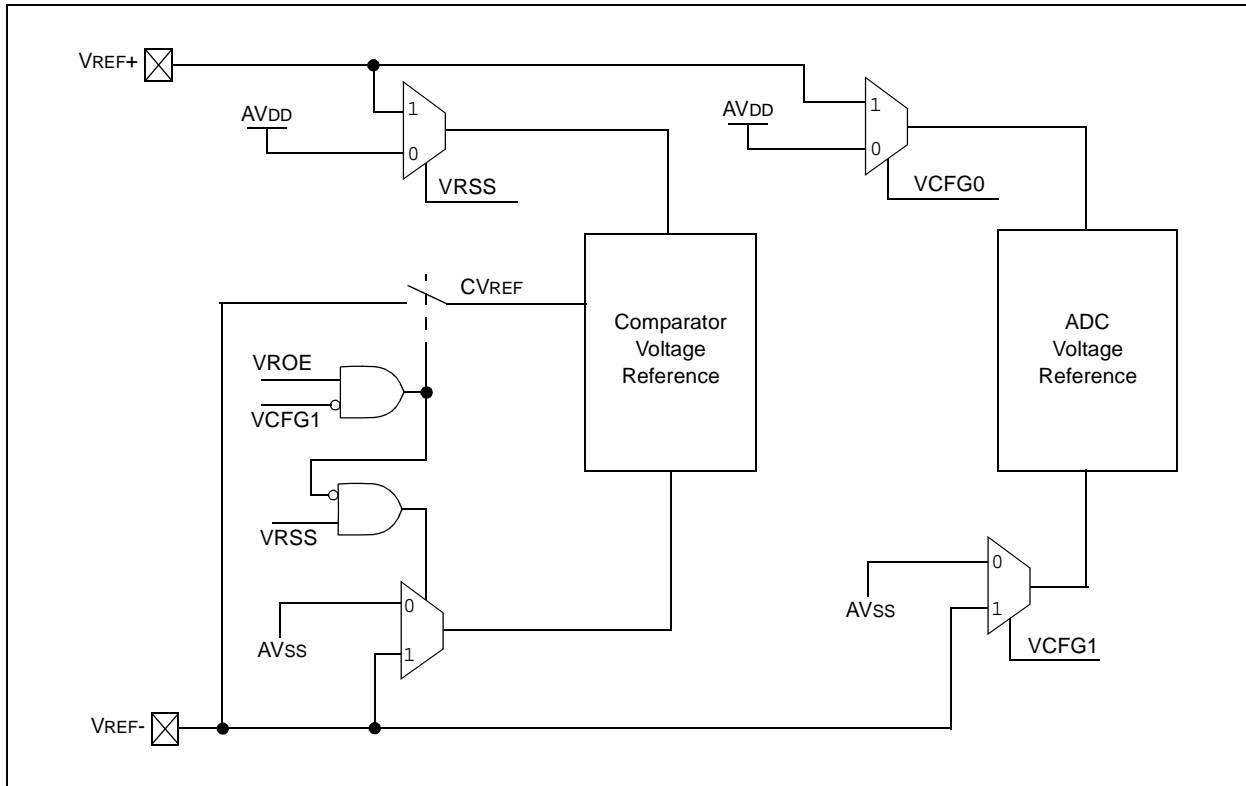 VREF+
AVDD
1
0
VRSS
AVDD
1
0
VCFG0
CVREF
Comparator
Voltage
Reference
ADC
Voltage
Reference
VROE
VCFG1
VRSS
AVSS
0
1
AVSS
0
1
VCFG1
VREF-